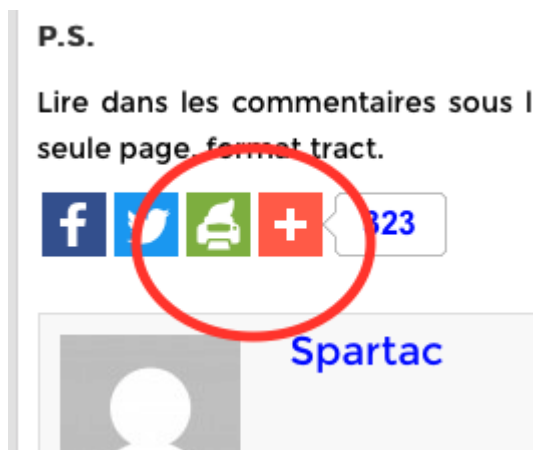 P.S.
Lire dans les commentaires sous l
seule page, format tract.
323
Spartac